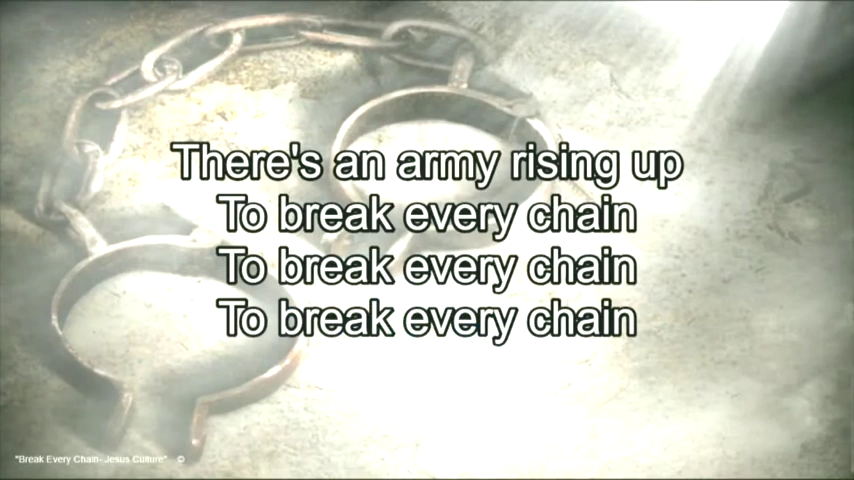 There's an army rising up
To break every chain
To break every chain
To break every chain
"Break Every Chain- Jesus Culture" ©